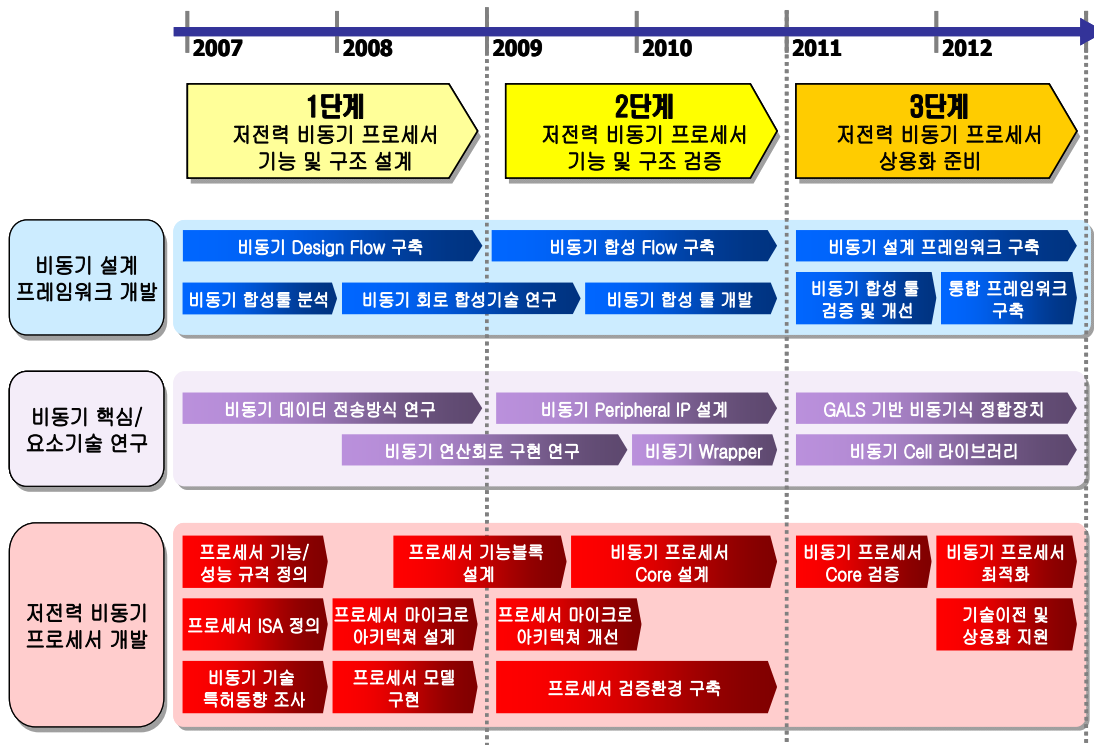 2007
2008
2009
2010
2011
2012
1단계
저전력 비동기 프로세서
기능 및 구조 설계
2단계
저전력 비동기 프로세서
기능 및 구조 검증
3단계
저전력 비동기 프로세서
상용화 준비
비동기 설계
프레임워크 개발
비동기 Design Flow 구축
비동기 합성 Flow 구축
비동기 설계 프레임워크 구축
비동기 합성툴 분석
비동기 회로 합성기술 연구
비동기 합성 툴 개발
비동기 합성 툴
검증 및 개선
통합 프레임워크
구축
비동기 핵심/
요소기술 연구
비동기 데이터 전송방식 연구
비동기 Peripheral IP 설계
GALS 기반 비동기식 정합장치
비동기 연산회로 구현 연구
비동기 Wrapper
비동기 Cell 라이브러리
저전력 비동기
프로세서 개발
프로세서 기능/
성능 규격 정의
프로세서 기능블록
설계
비동기 프로세서
Core 설계
비동기 프로세서
Core 검증
비동기 프로세서
최적화
프로세서 ISA 정의
프로세서 마이크로
아키텍쳐 설계
프로세서 마이크로
아키텍쳐 개선
기술이전 및
상용화 지원
비동기 기술
특허동향 조사
프로세서 모델
구현
프로세서 검증환경 구축